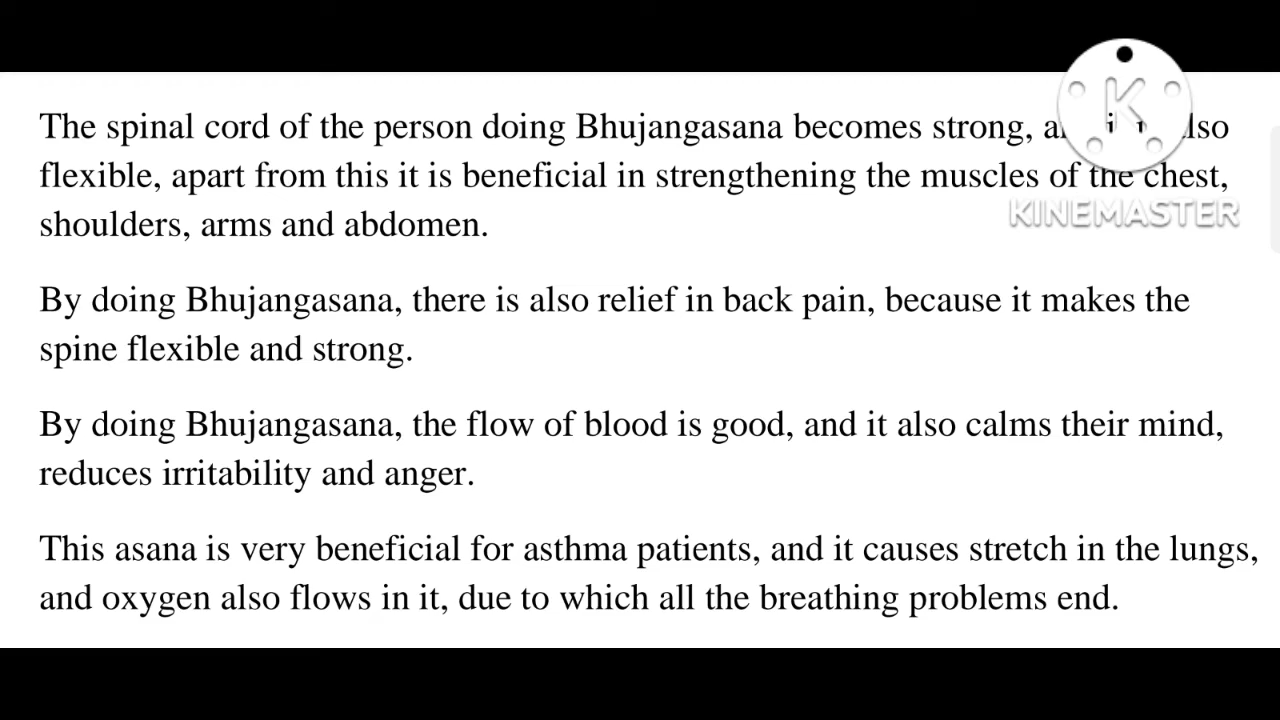 The spinal cord of the person doing Bhujangasana becomes strong, also
flexible, apart from this it is beneficial in strengthening the muscles of the chest,
shoulders, arms and abdomen.
By doing Bhujangasana, there is also relief in back pain, because it makes the
spine flexible and strong.
By doing Bhujangasana, the flow of blood is good, and it also calms their mind,
reduces irritability and anger.
This asana is very beneficial for asthma patients, and it causes stretch in the lungs,
and oxygen also flows in it, due to which all the breathing problems end.
K
KINEMASTER